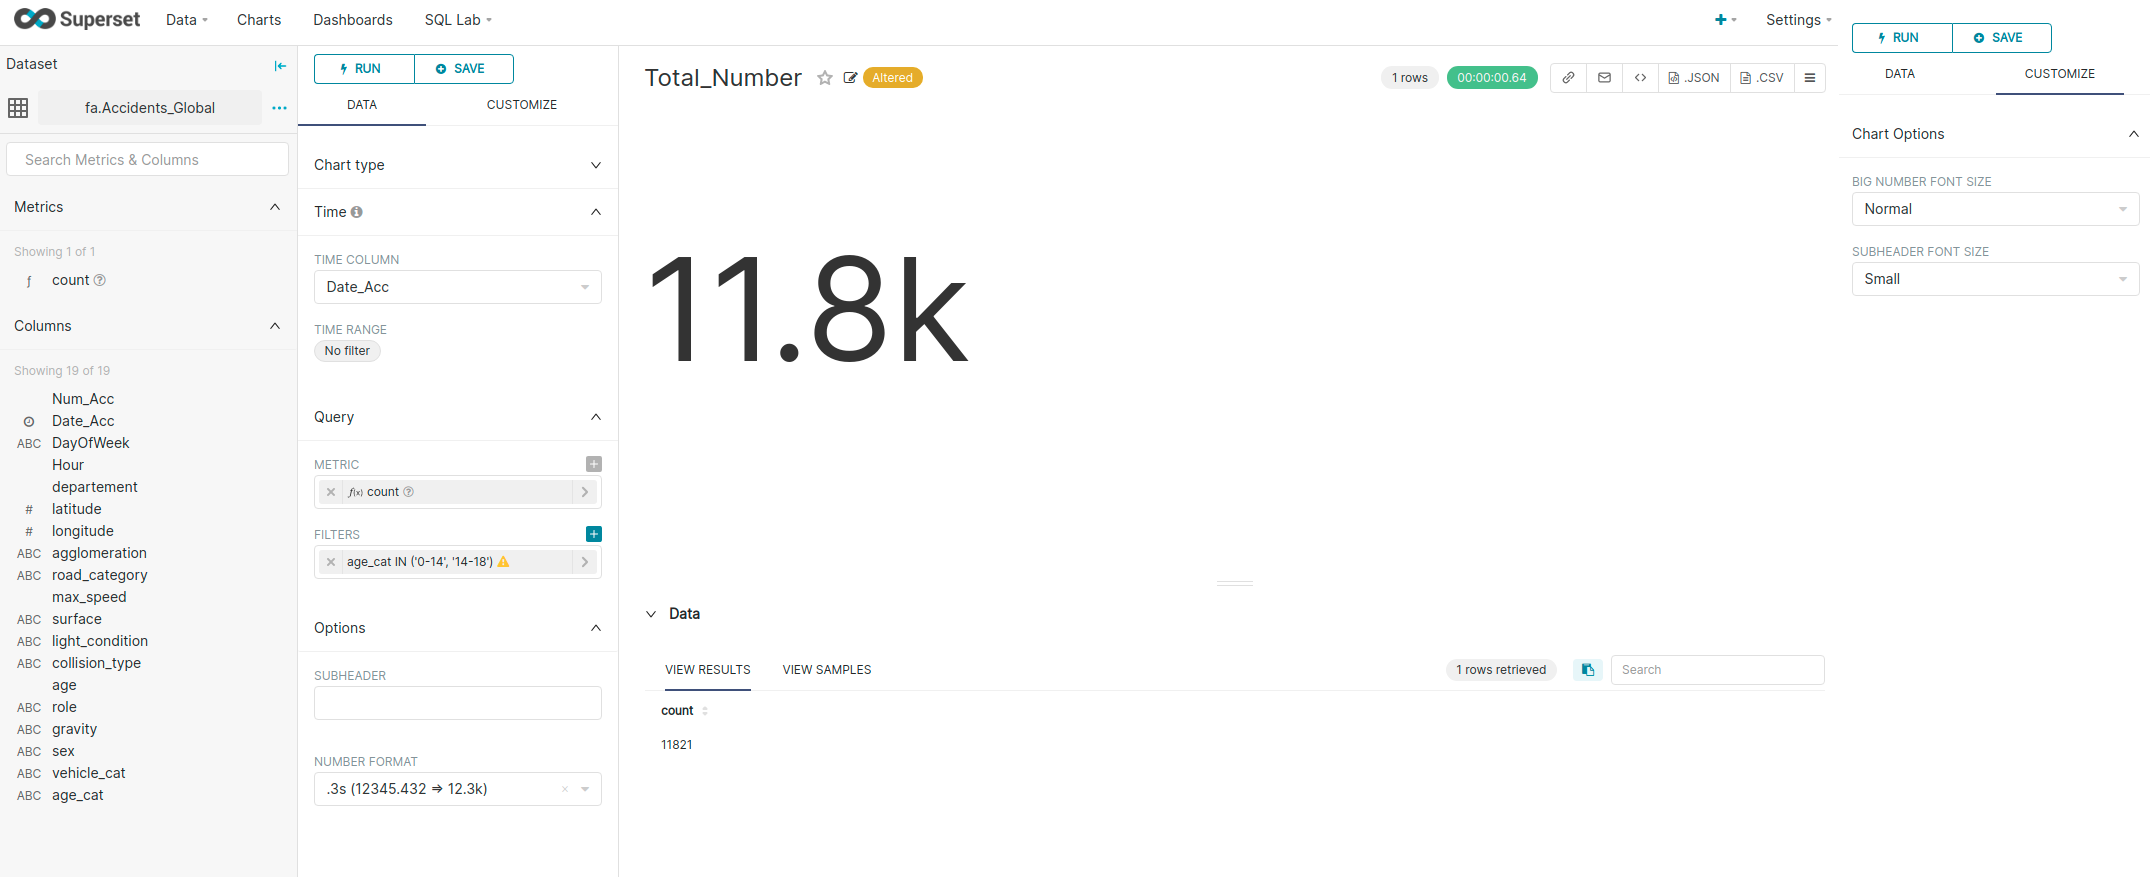 Superset Data Charts Dashboards SQL Lab Settings
Dataset
fa.Accidents_Global
Search Metrics & Columns
Metrics
Showing 1 of 1
f count
Columns
Showing 19 of 19
Num_Acc
Date_Acc
ABC DayOfWeek
Hour
departement
# latitude
# longitude
ABC agglomeration
ABC road_category
max_speed
ABC surface
ABC light_condition
ABC collision_type
age
ABC role
ABC gravity
ABC sex
ABC vehicle_cat
ABC age_cat
RUN SAVE
DATA CUSTOMIZE
Chart type
Time
TIME COLUMN
Date_Acc
TIME RANGE
No filter
Query
METRIC
f(x) count
FILTERS
age_cat IN ('0-14', '14-18')
Options
SUBHEADER
NUMBER FORMAT
.3s (12345.432 ⇒ 12.3k)
Total_Number Altered 1 rows 00:00:00.64 .JSON .CSV
11.8k
Data
VIEW RESULTS VIEW SAMPLES 1 rows retrieved Search
count
11821
RUN SAVE
DATA CUSTOMIZE
Chart Options
BIG NUMBER FONT SIZE
Normal
SUBHEADER FONT SIZE
Small